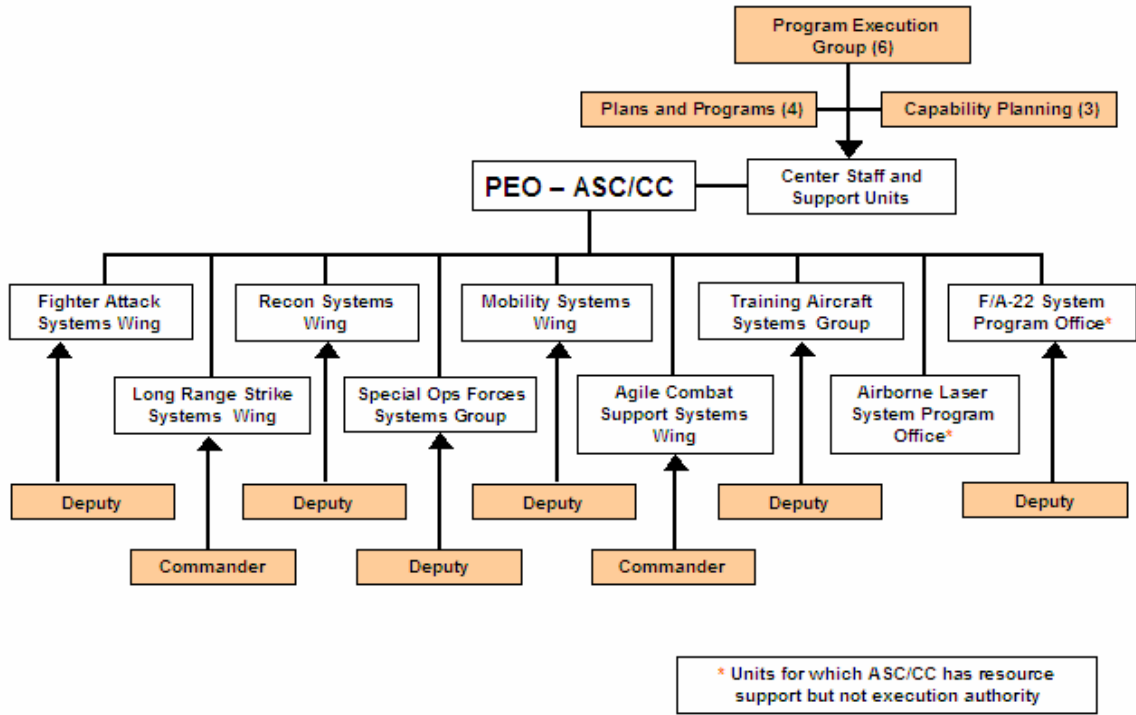 Program Execution
Group (6)
Plans and Programs (4)
Capability Planning (3)
PEO – ASC/CC
Center Staff and
Support Units
Fighter Attack
Systems Wing
Recon Systems
Wing
Mobility Systems
Wing
Training Aircraft
Systems Group
F/A-22 System
Program Office*
Long Range Strike
Systems Wing
Special Ops Forces
Systems Group
Agile Combat
Support Systems
Wing
Airborne Laser
System Program
Office*
Deputy
Deputy
Deputy
Deputy
Deputy
Commander
Deputy
Commander
* Units for which ASC/CC has resource
support but not execution authority